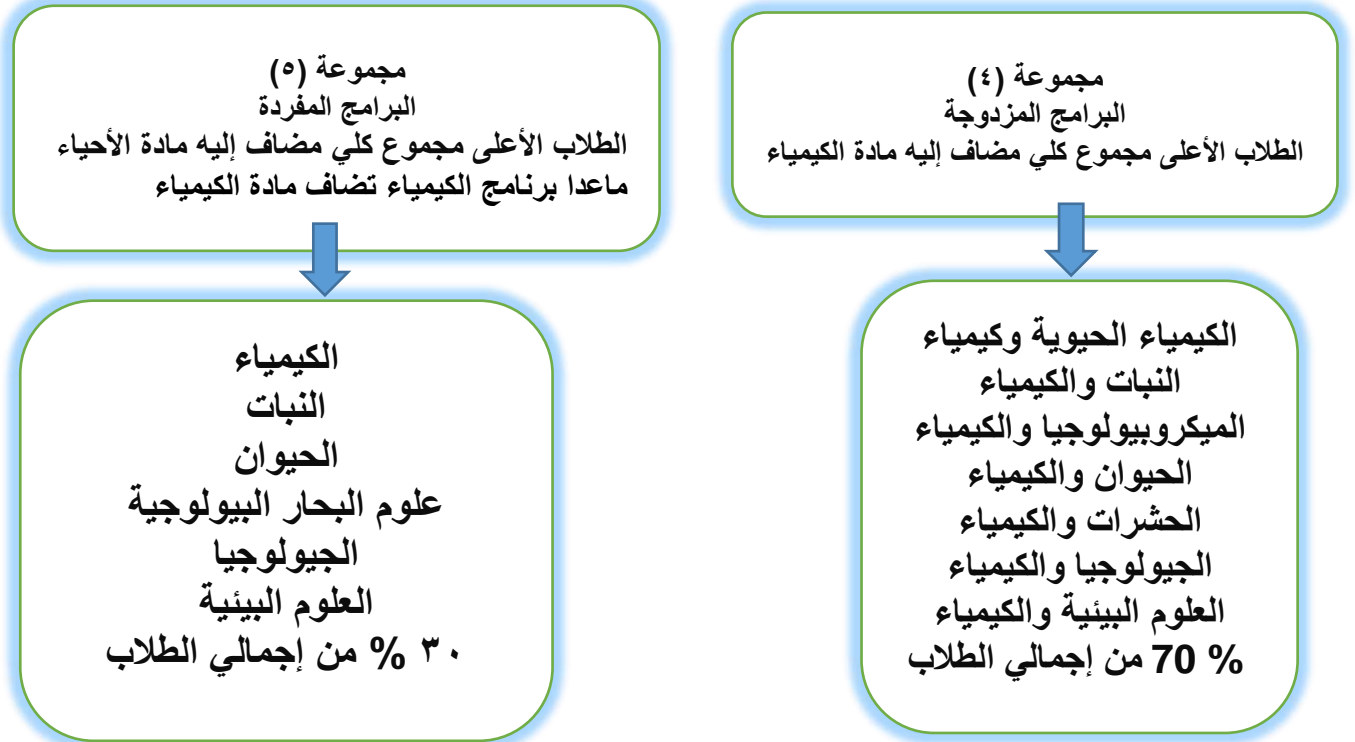 مجموعة (٤)
البرامج المزدوجة
الطلاب الأعلى مجموع كلي مضاف إليه مادة الكيمياء
الكيمياء الحيوية وكيمياء
النبات والكيمياء
الميكروبيولوجيا والكيمياء
الحيوان والكيمياء
الحشرات والكيمياء
الجيولوجيا والكيمياء
العلوم البيئية والكيمياء
70 % من إجمالي الطلاب
مجموعة (٥)
البرامج المفردة
الطلاب الأعلى مجموع كلي مضاف إليه مادة الأحياء
ماعدا برنامج الكيمياء تضاف مادة الكيمياء
الكيمياء
النبات
الحيوان
علوم البحار البيولوجية
الجيولوجيا
العلوم البيئية
٣٠ % من إجمالي الطلاب